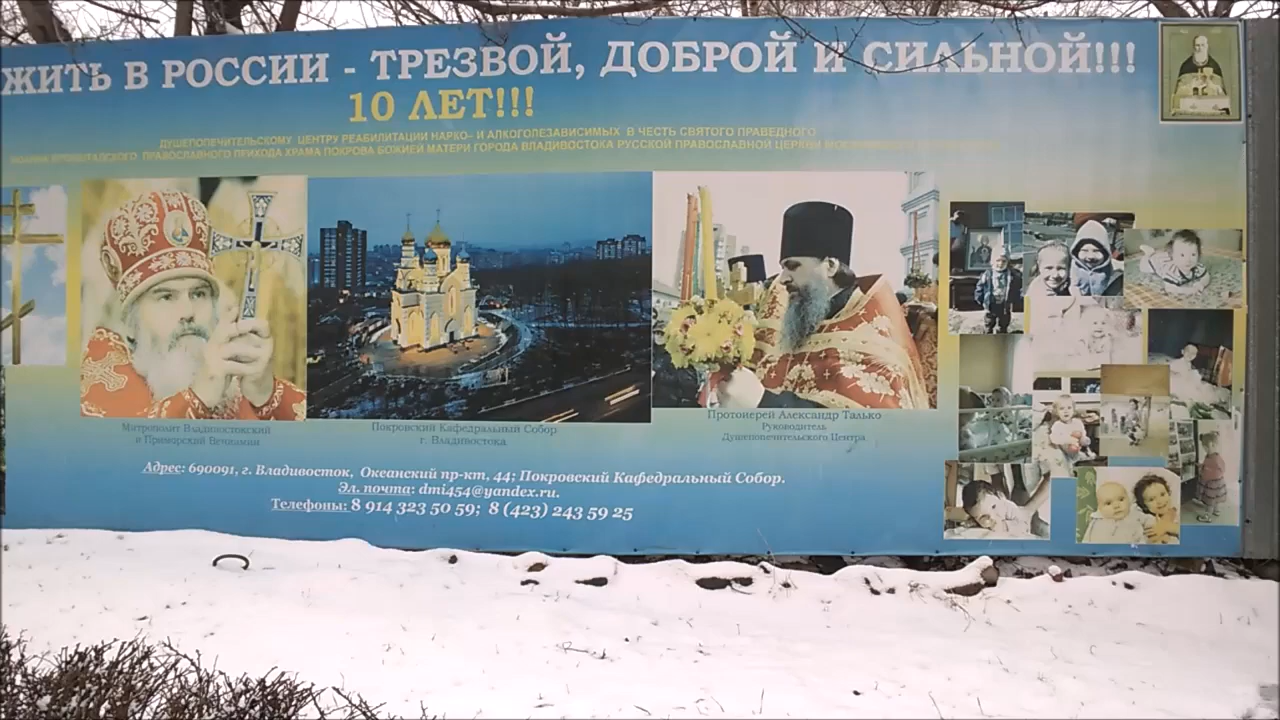 ЖИТЬ В РОССИИ - ТРЕЗВОЙ, ДОБРОЙ И СИЛЬНОЙ!!!
10 ЛЕТ!!!
ДУШЕПОПЕЧИТЕЛЬСКОМУ ЦЕНТРУ РЕАБИЛИТАЦИИ НАРКО- И АЛКОГОЛЕЗАВИСИМЫХ В ЧЕСТЬ СВЯТОГО ПРАВЕДНОГО
ИОАННА КРОНШТАДСКОГО ПРАВОСЛАВНОГО ПРИХОДА ХРАМА ПОКРОВА БОЖИЕЙ МАТЕРИ ГОРОДА ВЛАДИВОСТОКА РУССКОЙ ПРАВОСЛАВНОЙ ЦЕРКВИ
Митрополит Владивостокский
и Приморский Вениамин
Покровский Кафедральный Собор
г. Владивостока
Протоиерей Александр Талько
Руководитель
Душепопечительского Центра
Адрес: 690091, г. Владивосток, Океанский пр-кт, 44; Покровский Кафедральный Собор.
Эл. почта: dmi454@yandex.ru.
Телефоны: 8 914 323 50 59; 8 (423) 243 59 25